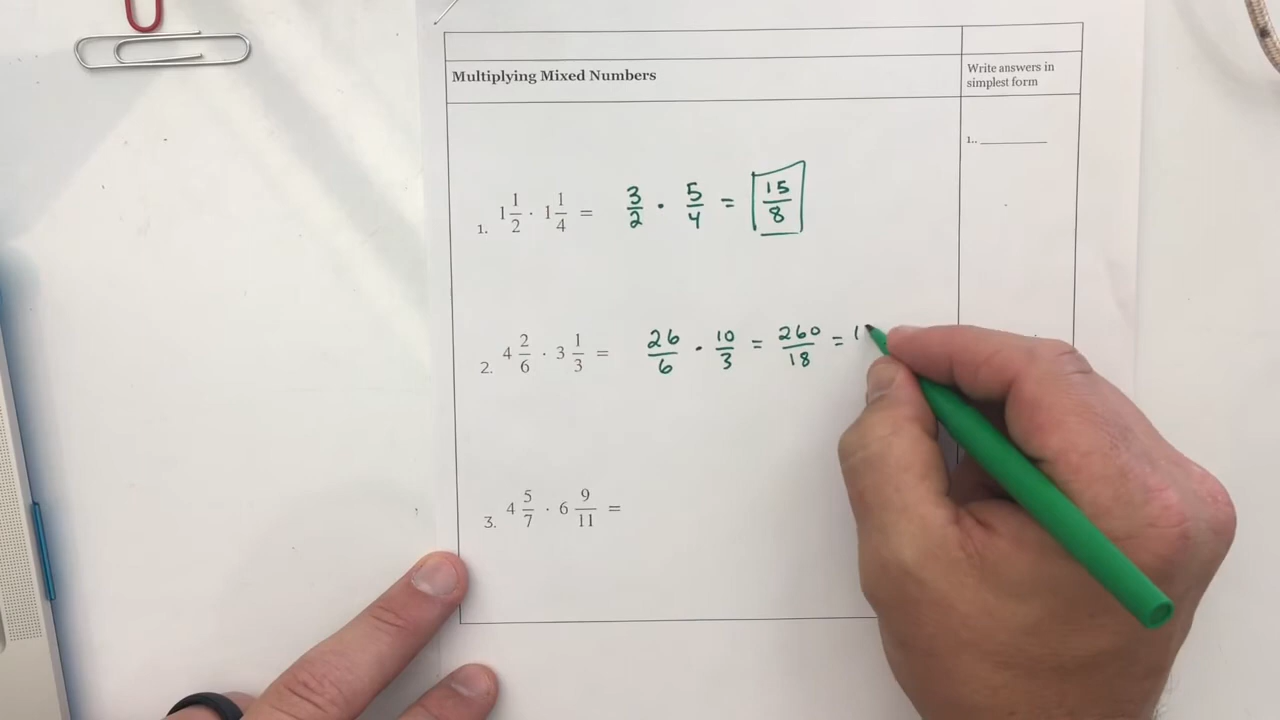 Multiplying Mixed Numbers
Write answers in
simplest form
1.. ________
1. 1 1/2 · 1 1/4 = 3/2 · 5/4 = 15/8
2. 4 2/6 · 3 1/3 = 26/6 · 10/3 = 260/18 = 1
3. 4 5/7 · 6 9/11 =